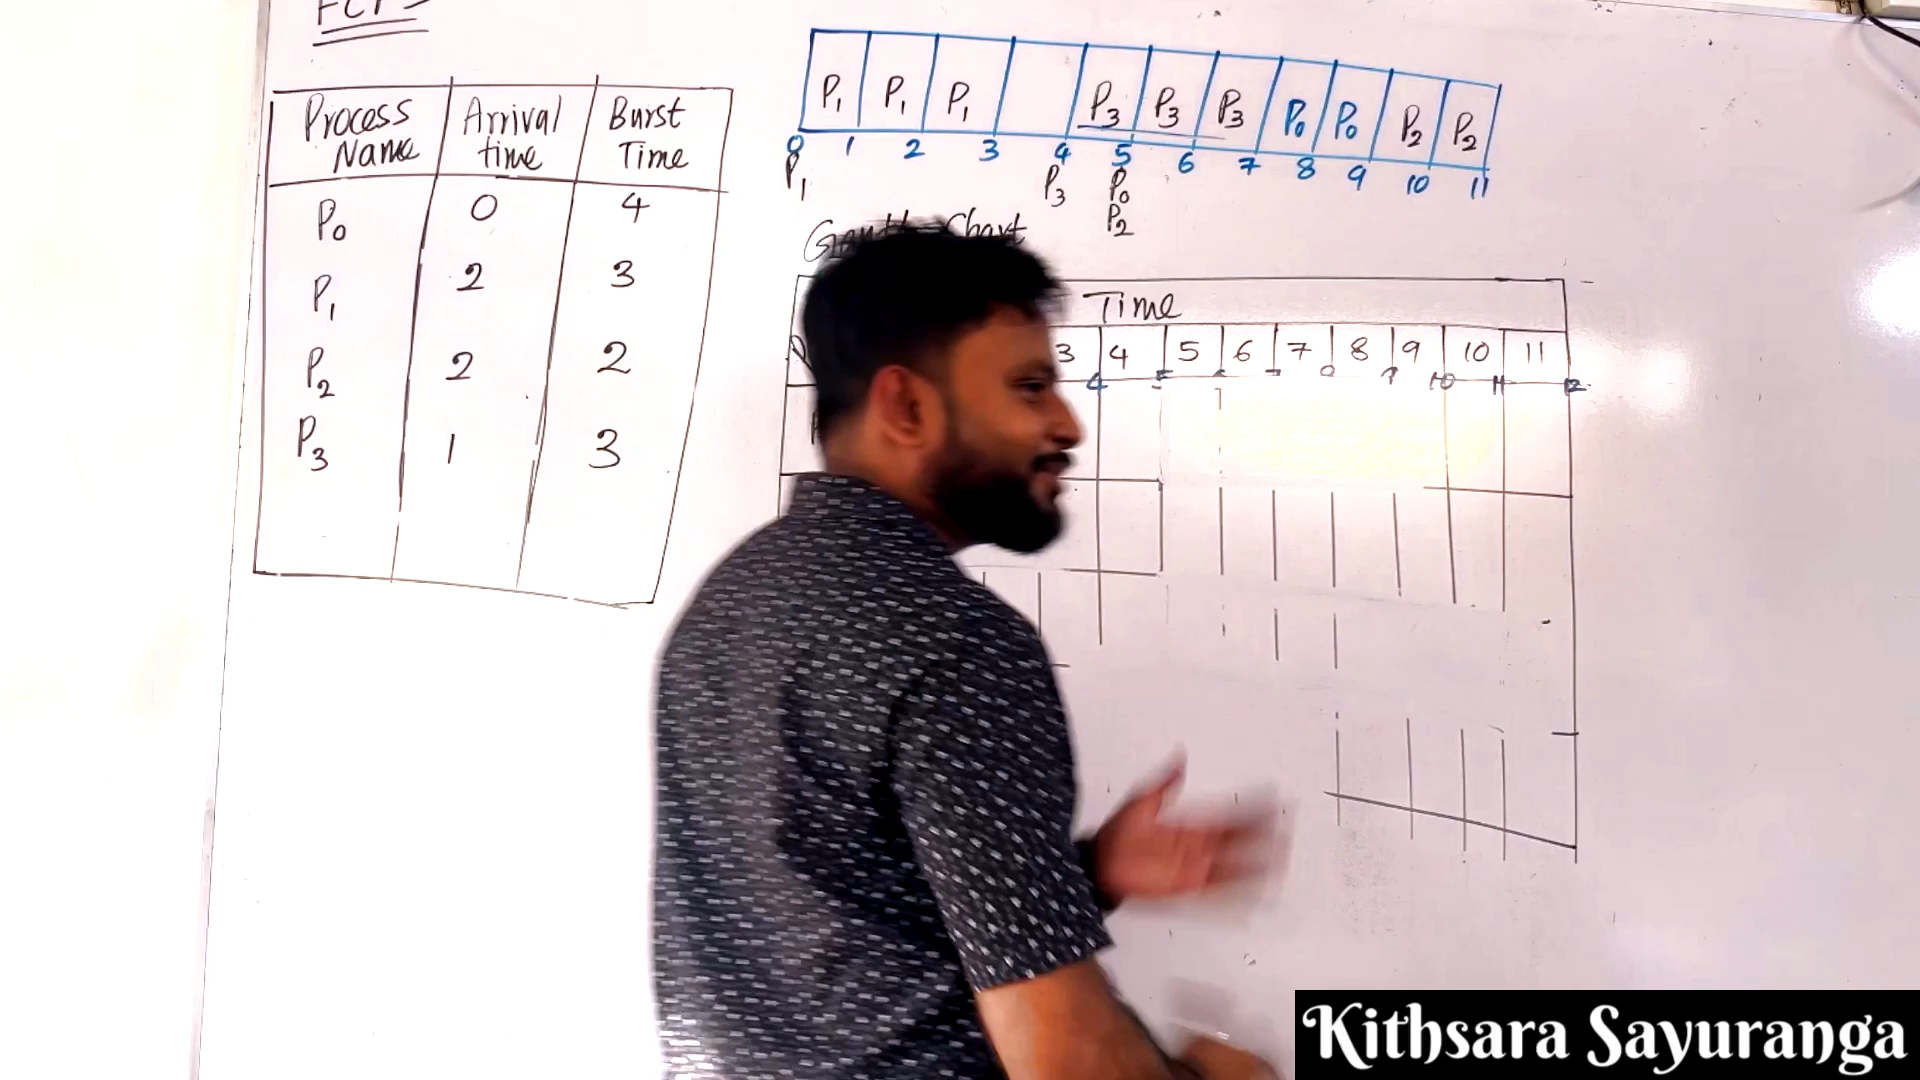 Process Name Arrival time Burst Time
P0 0 4
P1 2 3
P2 2 2
P3 1 3
P1 P1 P1 P3 P3 P3 P0 P0 P2 P2
0 1 2 3 4 5 6 7 8 9 10 11
P1 P3 P0
P2
Chart
Time
3 4 5 6 7 8 9 10 11
Kithsara Sayuranga